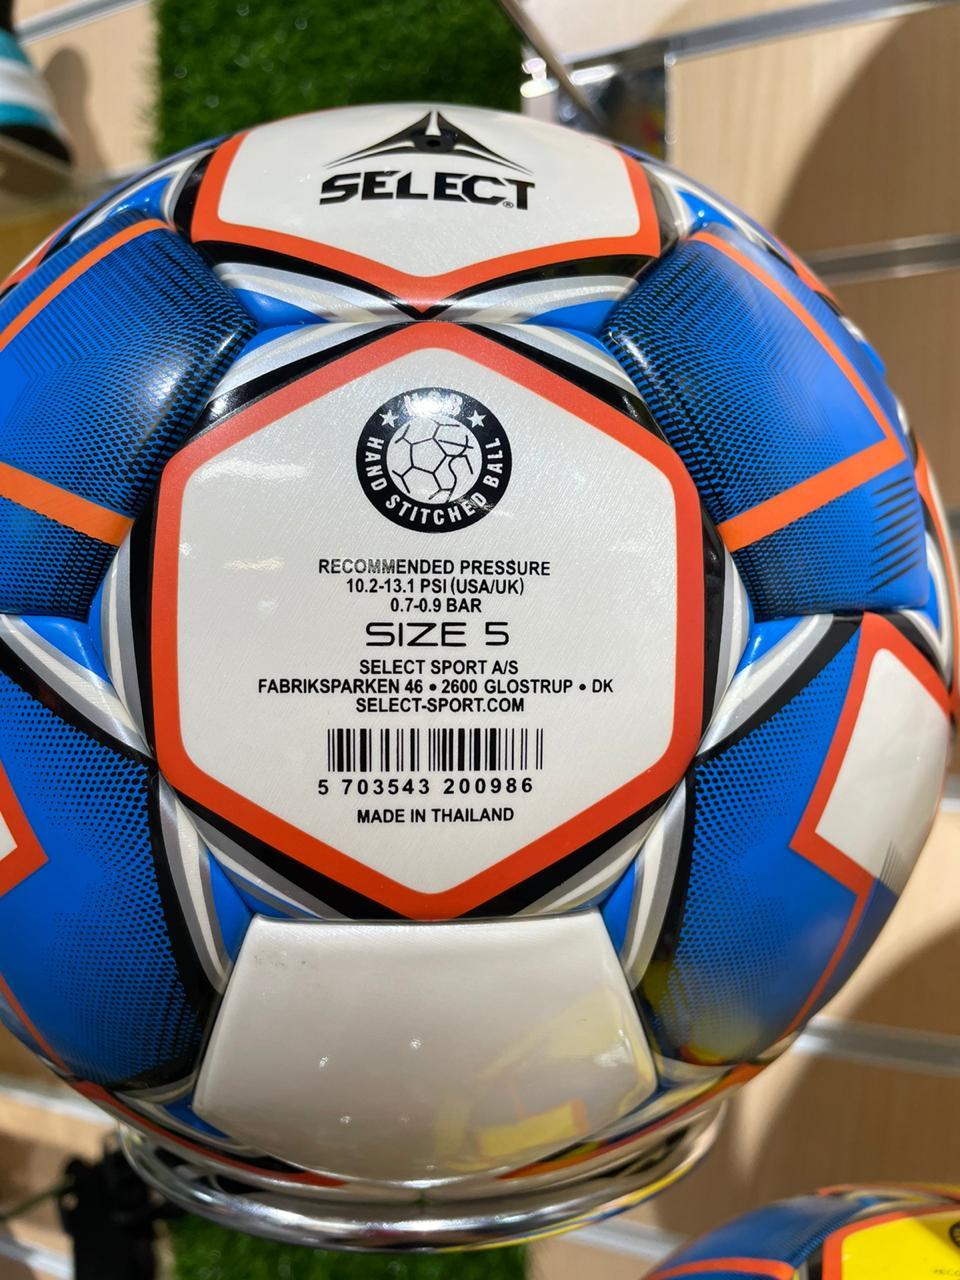 SELECT
HAND STITCHED BALL
RECOMMENDED PRESSURE
10.2-13.1 PSI (USA/UK)
0.7-0.9 BAR
SIZE 5
SELECT SPORT A/S
FABRIKSPARKEN 46 • 2600 GLOSTRUP • DK
SELECT-SPORT.COM
5 703543 200986
MADE IN THAILAND